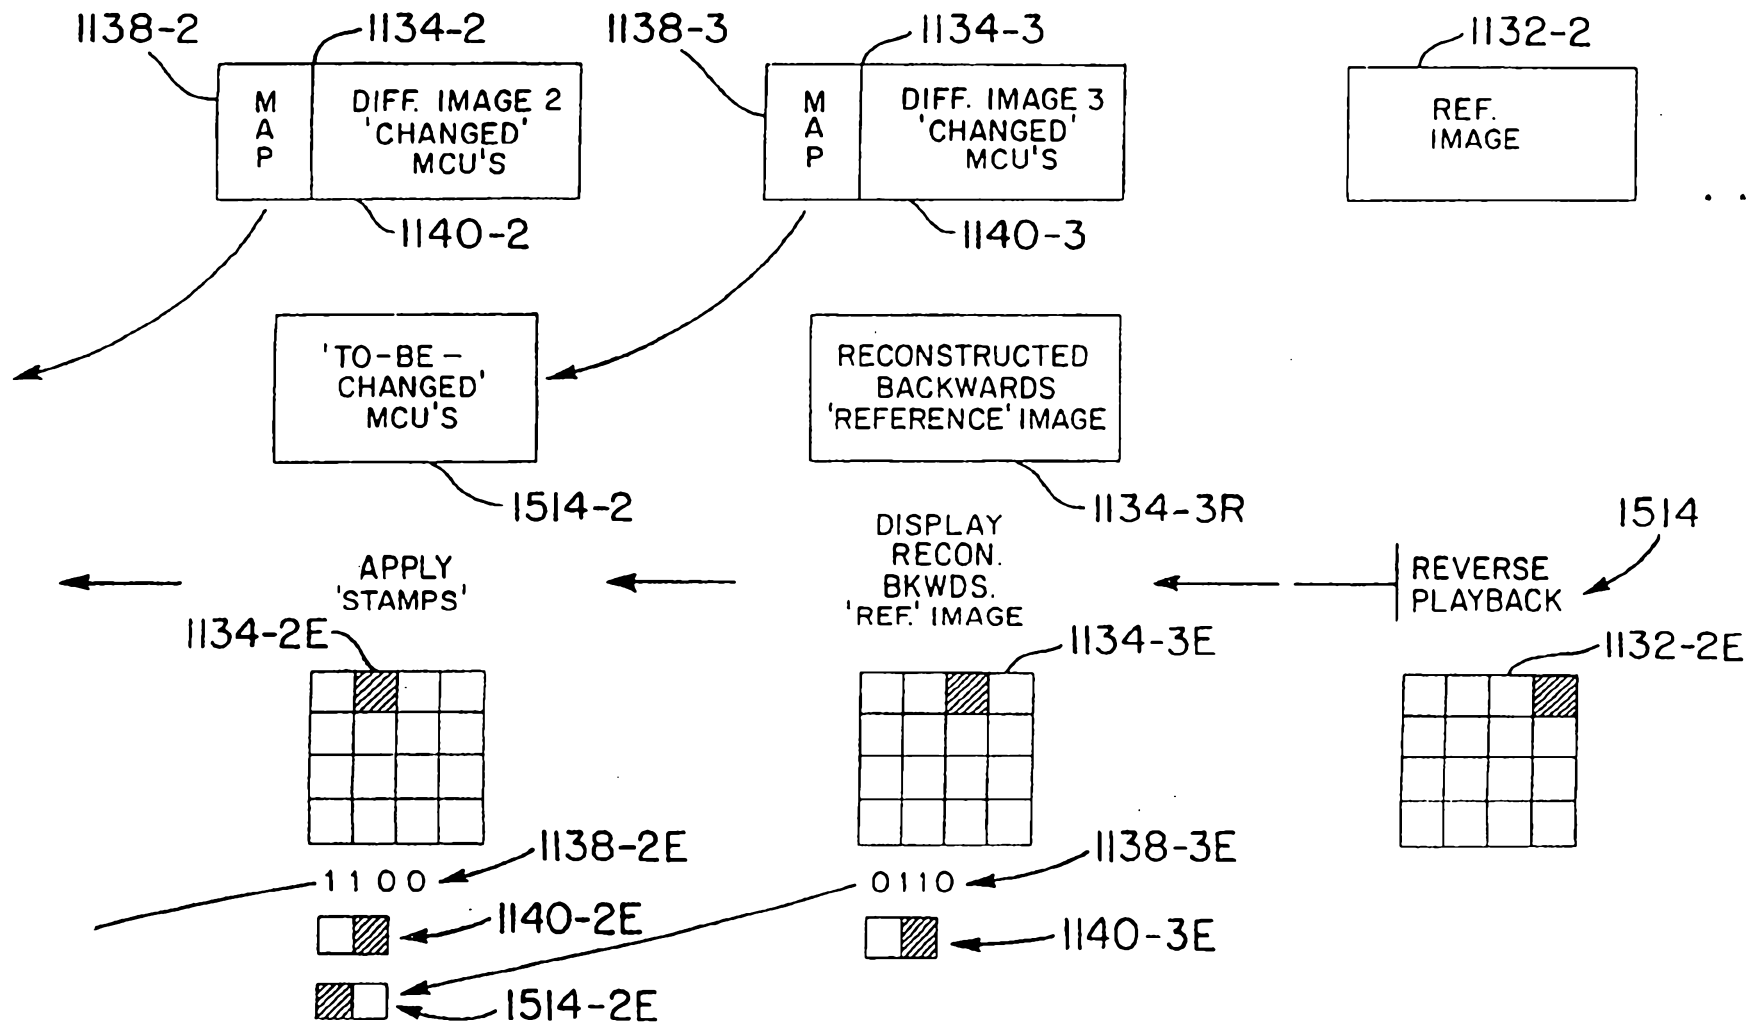 1138-2
1134-2
1138-3
1134-3
1132-2
MAP
DIFF. IMAGE 2
'CHANGED'
MCU'S
MAP
DIFF. IMAGE 3
'CHANGED'
MCU'S
REF.
IMAGE
. .
1140-2
1140-3
'TO-BE-
CHANGED'
MCU'S
RECONSTRUCTED
BACKWARDS
'REFERENCE' IMAGE
1514-2
1134-3R
1514
APPLY
'STAMPS'
DISPLAY
RECON.
BKWDS.
'REF.' IMAGE
REVERSE
PLAYBACK
1134-2E
1134-3E
1132-2E
1138-2E
1138-3E
1100
0110
1140-2E
1140-3E
1514-2E